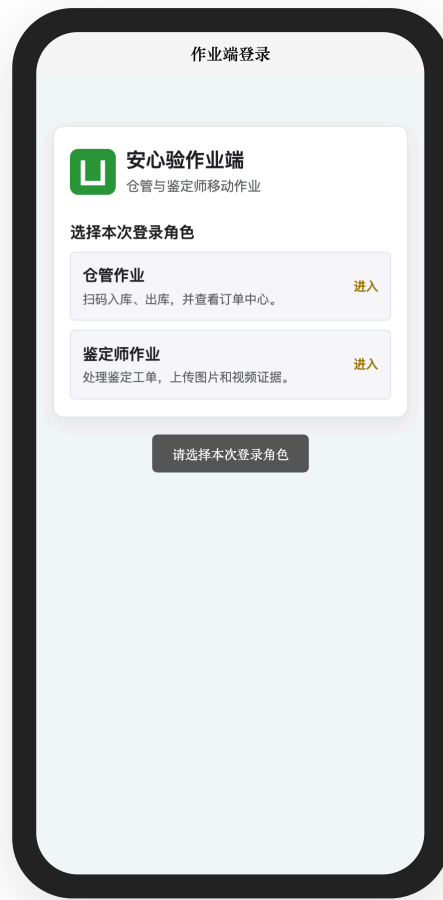 作业端登录
安心验作业端
仓管与鉴定师移动作业
选择本次登录角色
仓管作业
扫码入库、出库，并查看订单中心。
进入
鉴定师作业
处理鉴定工单，上传图片和视频证据。
进入
请选择本次登录角色